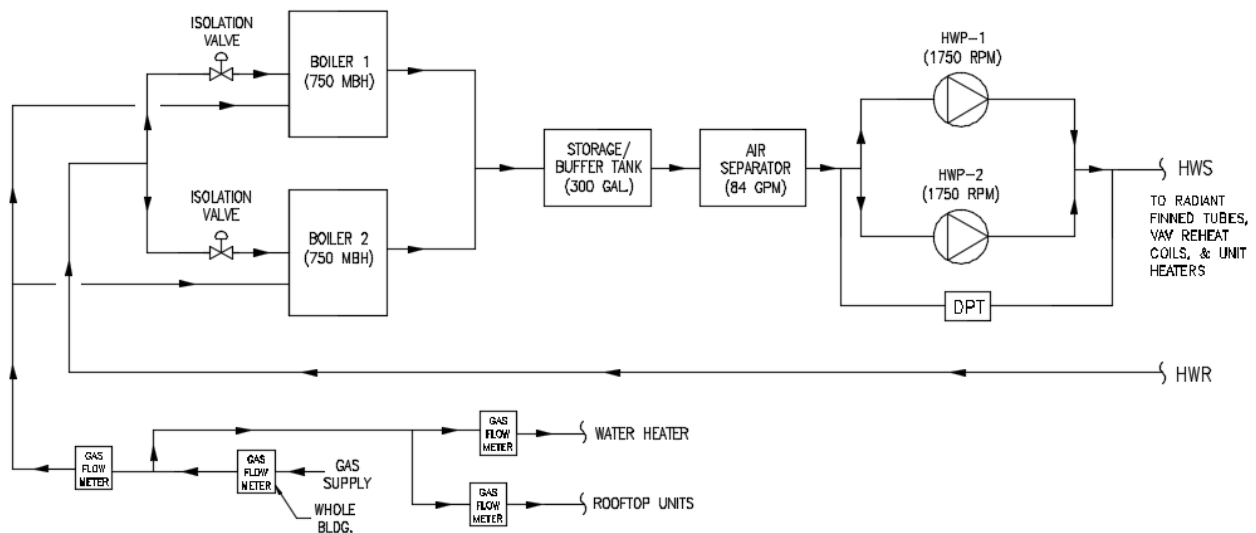 ISOLATION
VALVE
BOILER 1
(750 MBH)
ISOLATION
VALVE
BOILER 2
(750 MBH)
STORAGE/
BUFFER TANK
(300 GAL.)
AIR
SEPARATOR
(84 GPM)
HWP-1
(1750 RPM)
HWP-2
(1750 RPM)
DPT
HWS
TO RADIANT
FINNED TUBES,
VAV REHEAT
COILS, & UNIT
HEATERS
HWR
GAS
FLOW
METER
GAS
FLOW
METER
GAS
SUPPLY
WHOLE
BLDG.
GAS
FLOW
METER
WATER HEATER
GAS
FLOW
METER
ROOFTOP UNITS